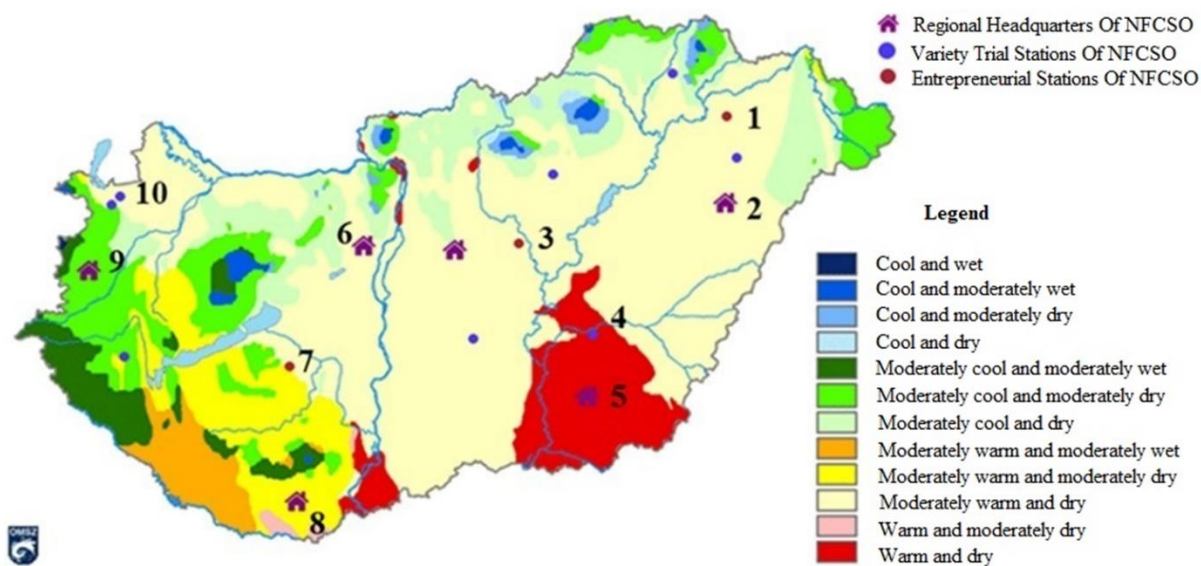 Regional Headquarters Of NFCSO
Variety Trial Stations Of NFCSO
Entrepreneurial Stations Of NFCSO
1
2
3
4
5
6
7
8
9
10
Legend
Cool and wet
Cool and moderately wet
Cool and moderately dry
Cool and dry
Moderately cool and moderately wet
Moderately cool and moderately dry
Moderately cool and dry
Moderately warm and moderately wet
Moderately warm and moderately dry
Moderately warm and dry
Warm and moderately dry
Warm and dry
OMSZ